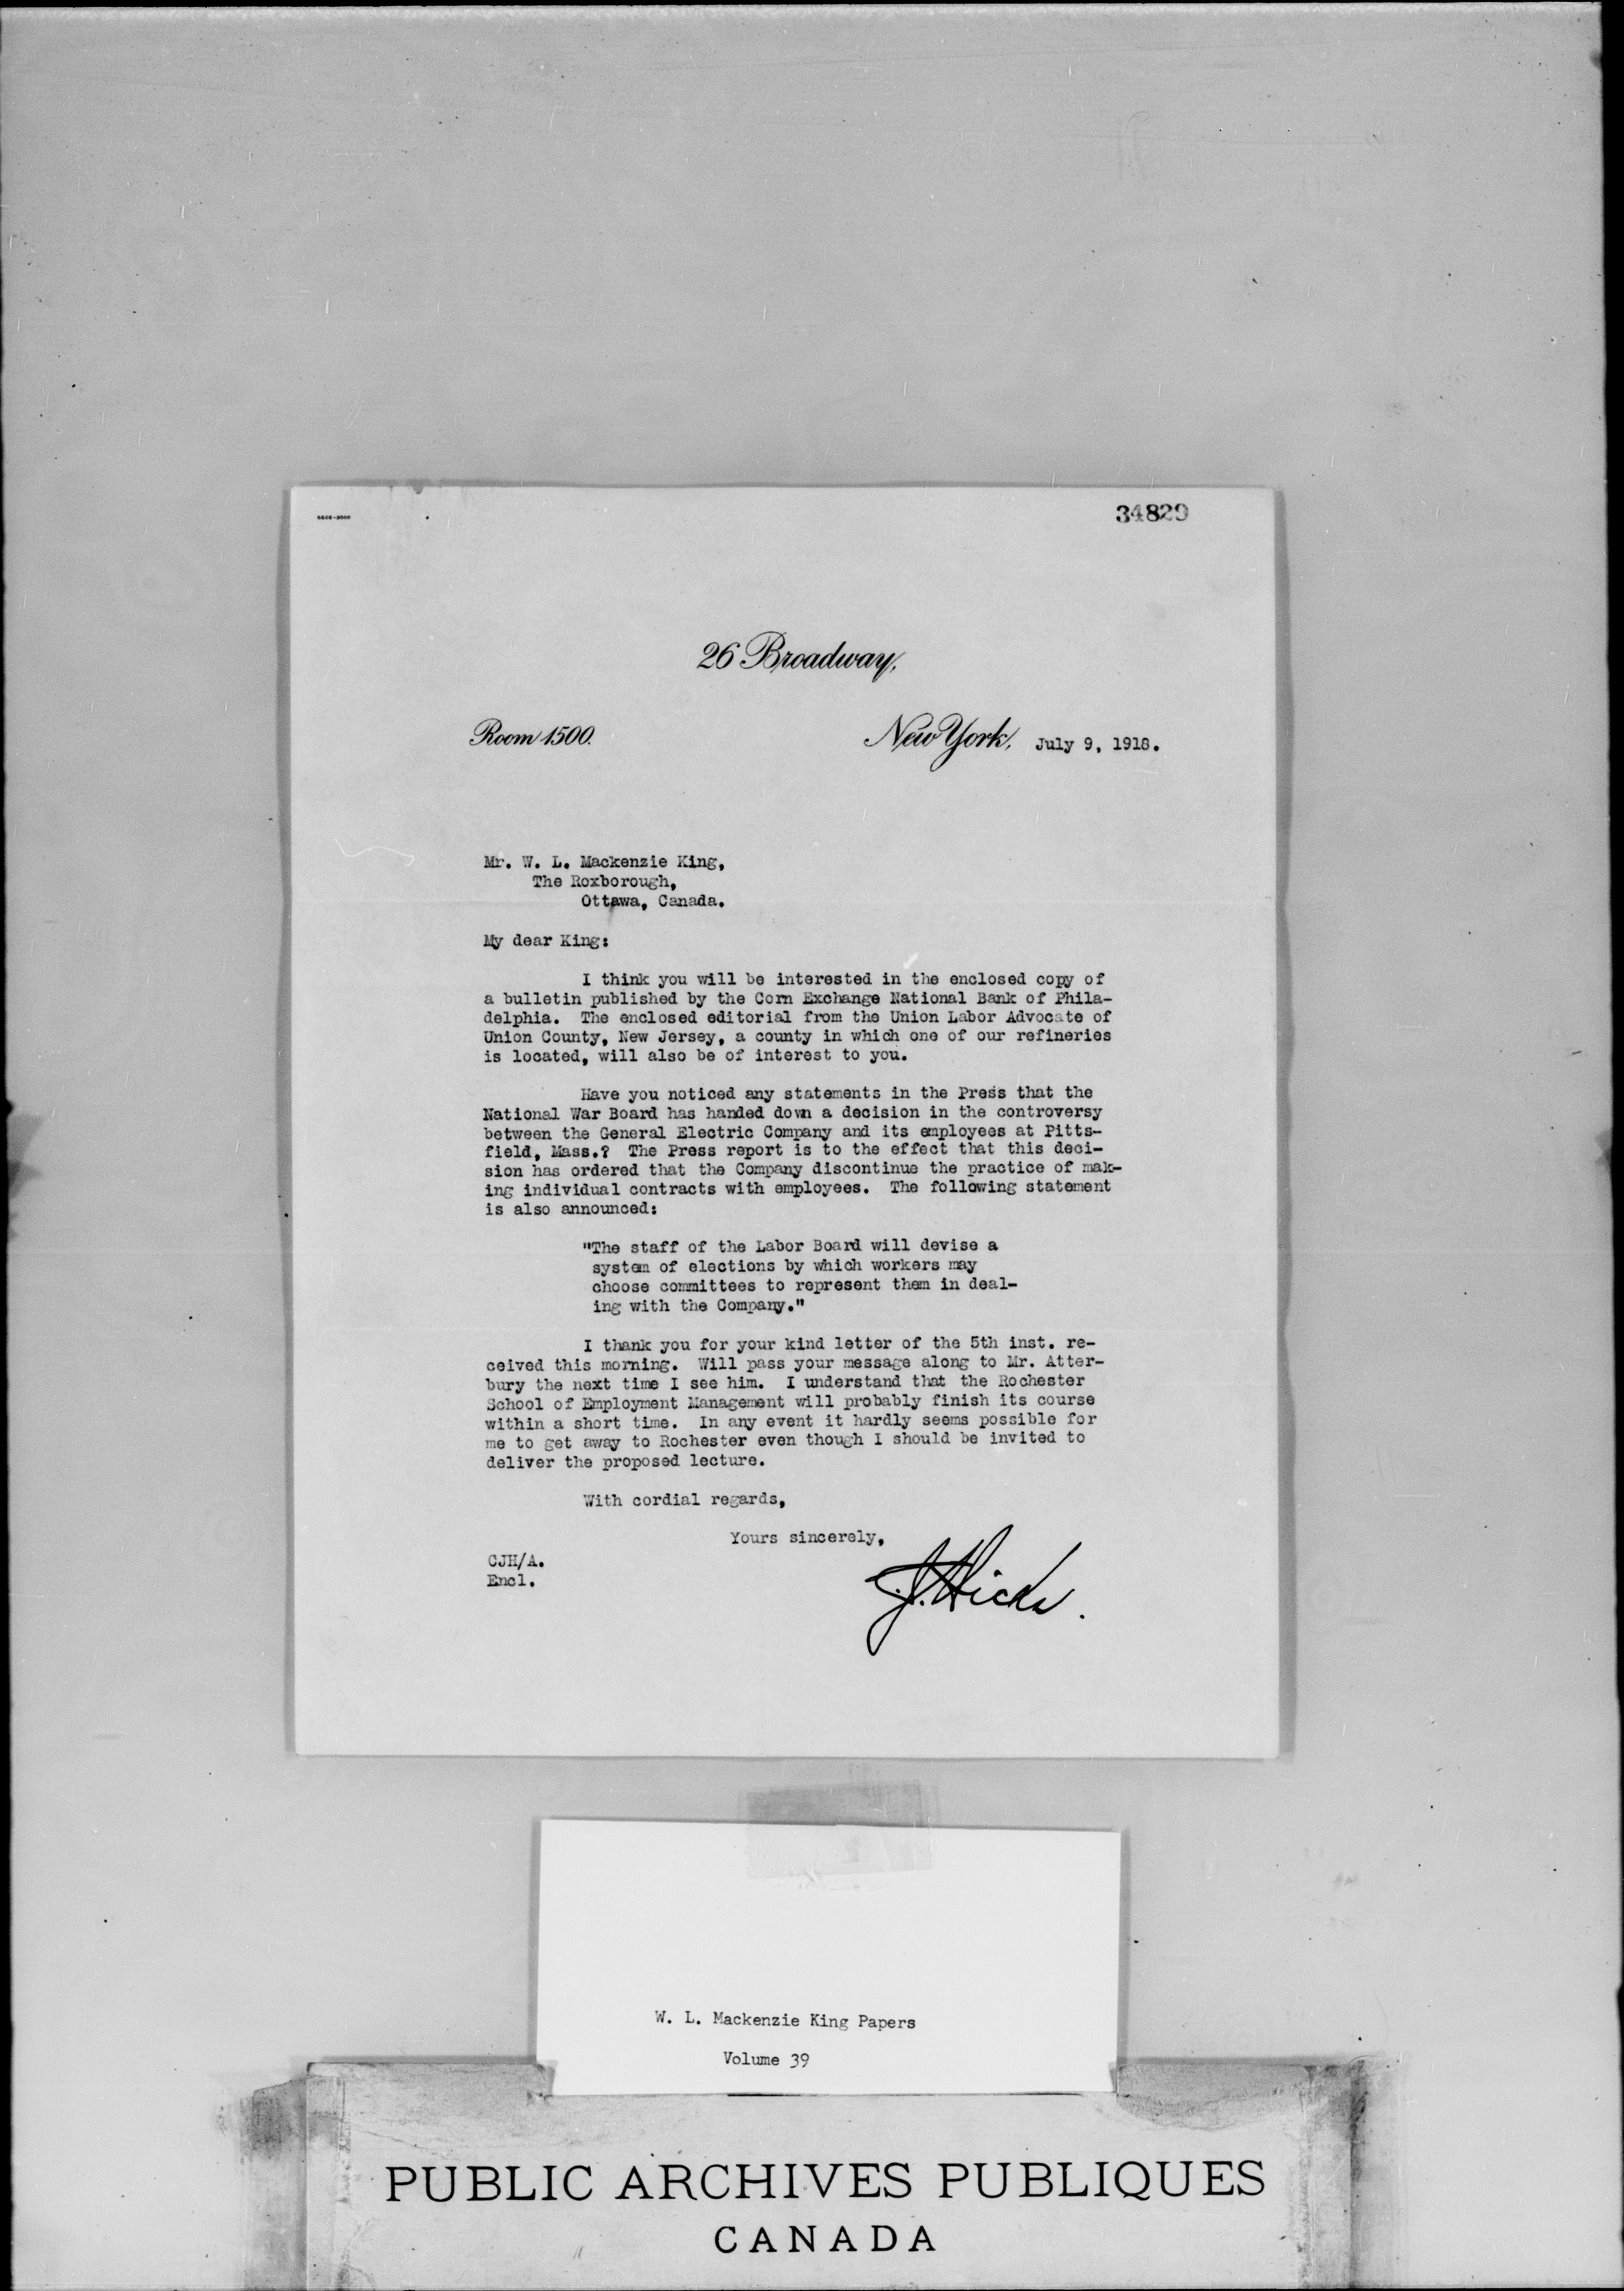 34829
26 Broadway,
Room 1500.
New York, July 9, 1918.
Mr. W. L. Mackenzie King,
The Roxborough,
Ottawa, Canada.
My dear King:
I think you will be interested in the enclosed copy of
a bulletin published by the Corn Exchange National Bank of Phila-
delphia. The enclosed editorial from the Union Labor Advocate of
Union County, New Jersey, a county in which one of our refineries
is located, will also be of interest to you.
Have you noticed any statements in the Press that the
National War Board has handed down a decision in the controversy
between the General Electric Company and its employees at Pitts-
field, Mass.? The Press report is to the effect that this deci-
sion has ordered that the Company discontinue the practice of mak-
ing individual contracts with employees. The following statement
is also announced:
"The staff of the Labor Board will devise a
system of elections by which workers may
choose committees to represent them in deal-
ing with the Company."
I thank you for your kind letter of the 5th inst. re-
ceived this morning. Will pass your message along to Mr. Atter-
bury the next time I see him. I understand that the Rochester
School of Employment Management will probably finish its course
within a short time. In any event it hardly seems possible for
me to get away to Rochester even though I should be invited to
deliver the proposed lecture.
With cordial regards,
Yours sincerely,
CJH/A.
Encl.
C.J. Hicks.
W. L. Mackenzie King Papers
Volume 39
PUBLIC ARCHIVES PUBLIQUES
CANADA